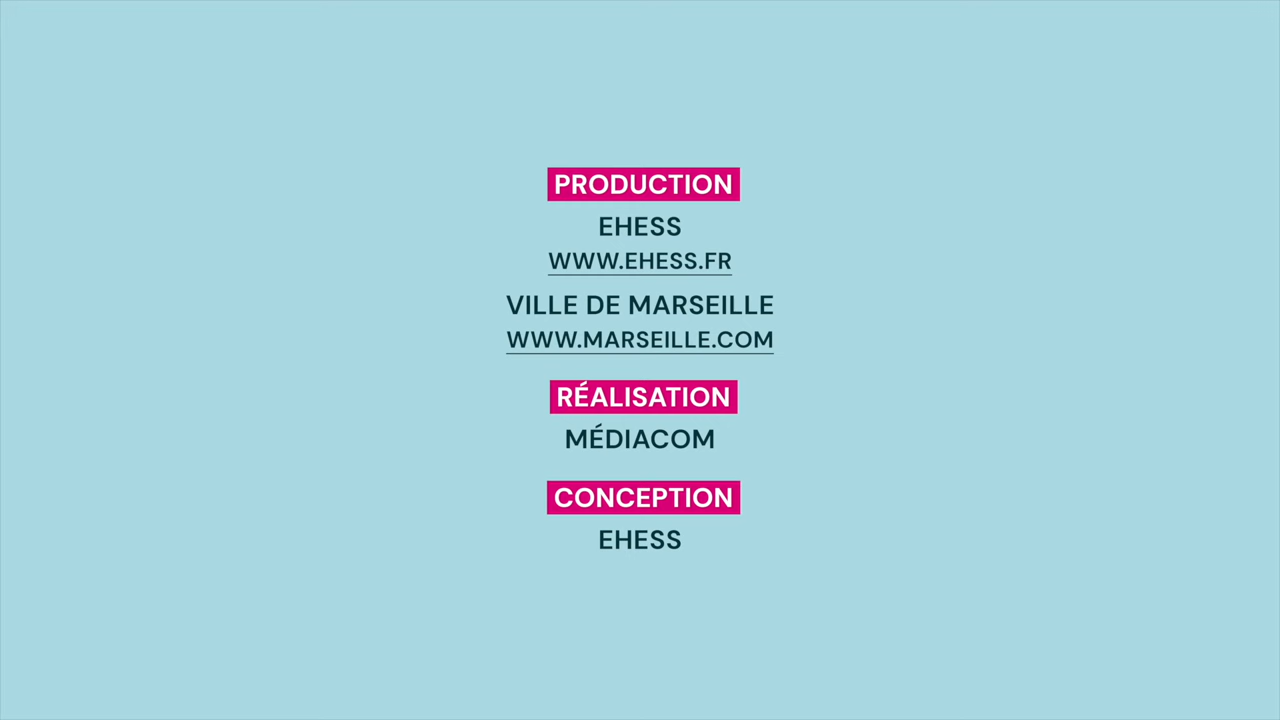 PRODUCTION
EHESS
WWW.EHESS.FR
VILLE DE MARSEILLE
WWW.MARSEILLE.COM
RÉALISATION
MÉDIACOM
CONCEPTION
EHESS